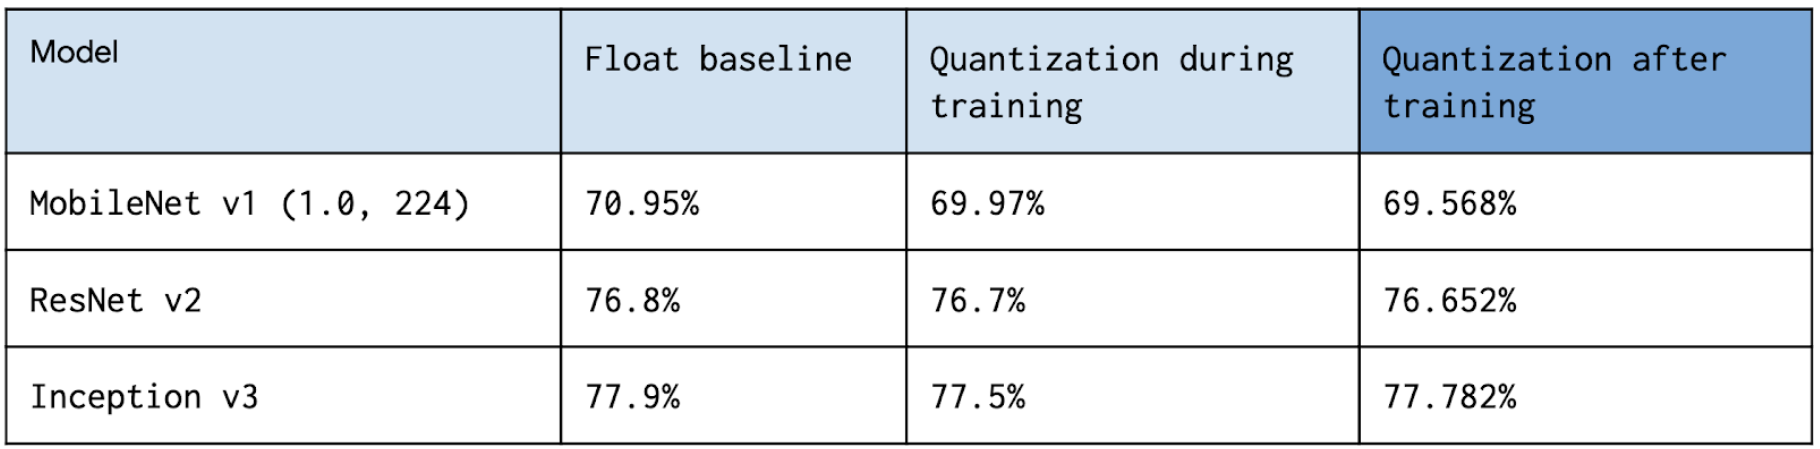 Model
Float baseline
Quantization during
training
Quantization after
training
MobileNet v1 (1.0, 224)
70.95%
69.97%
69.568%
ResNet v2
76.8%
76.7%
76.652%
Inception v3
77.9%
77.5%
77.782%